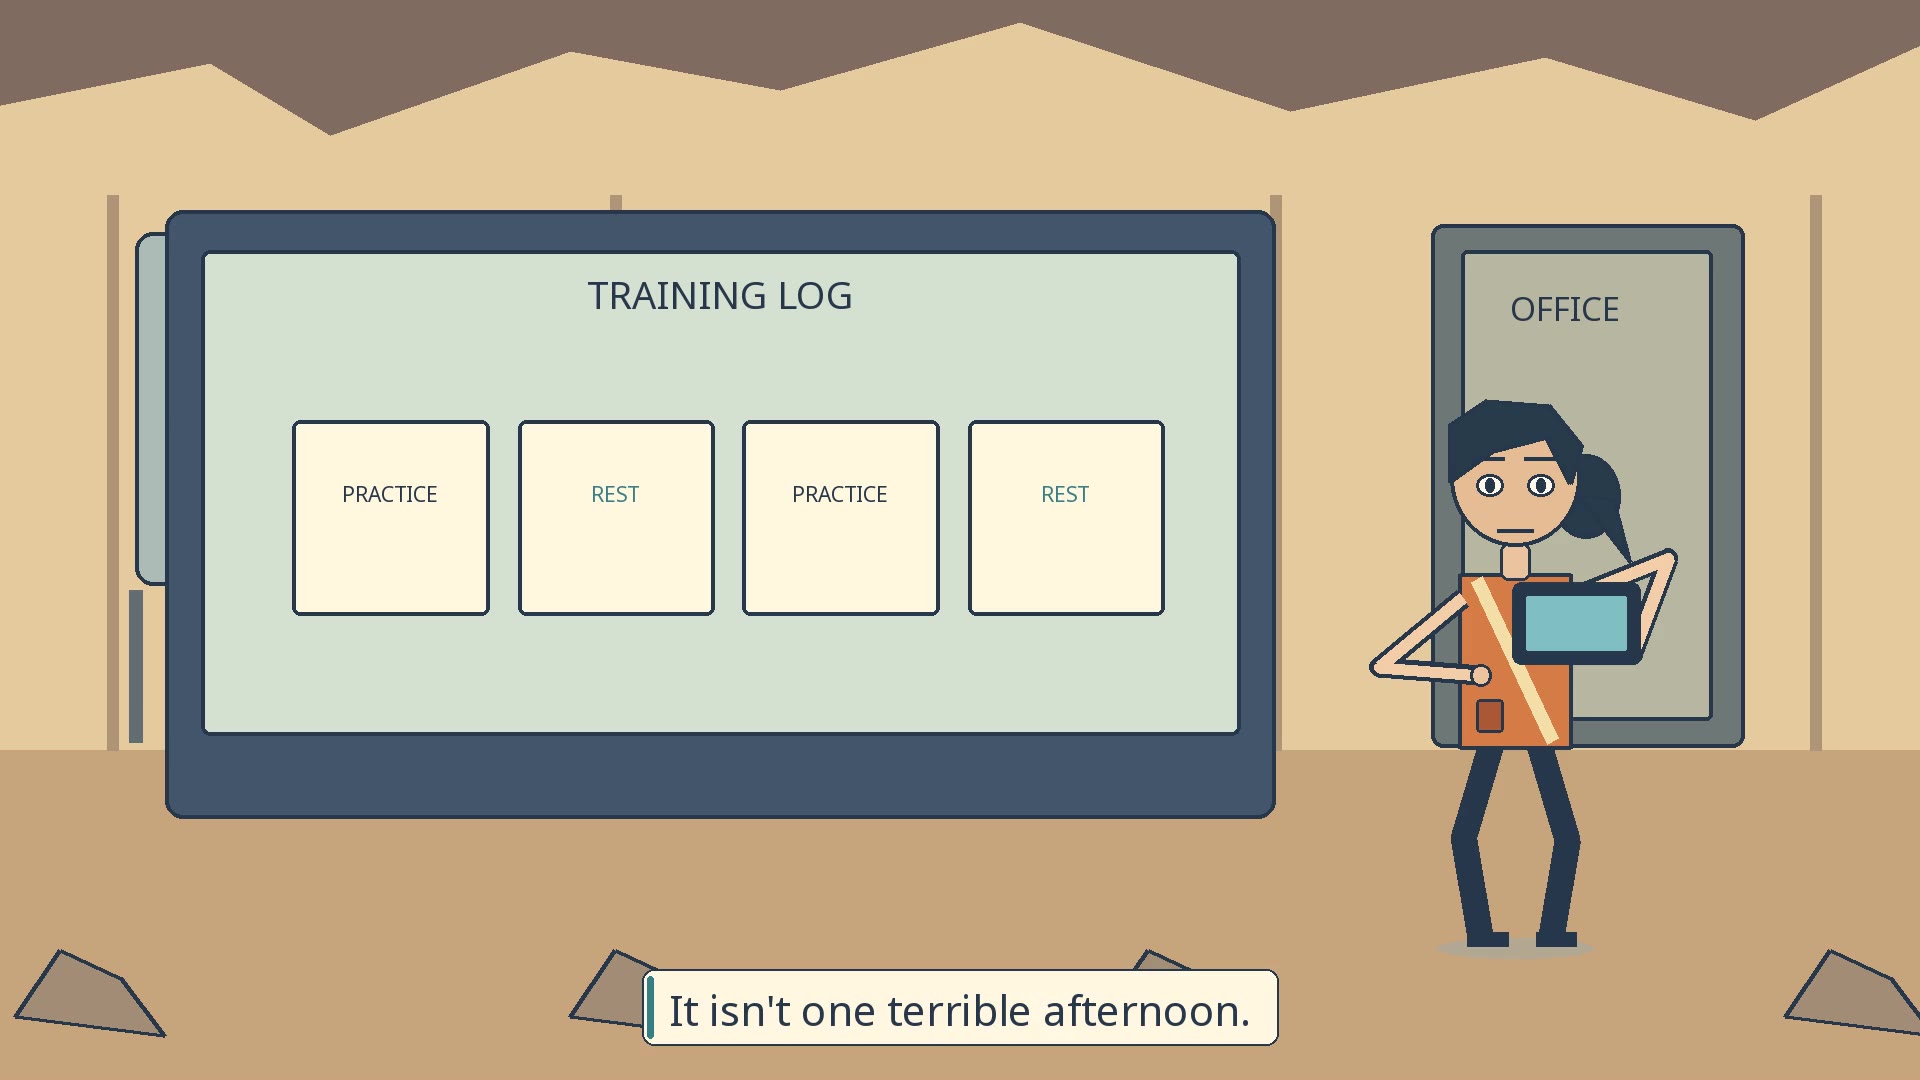 TRAINING LOG
OFFICE
PRACTICE
REST
PRACTICE
REST
It isn't one terrible afternoon.